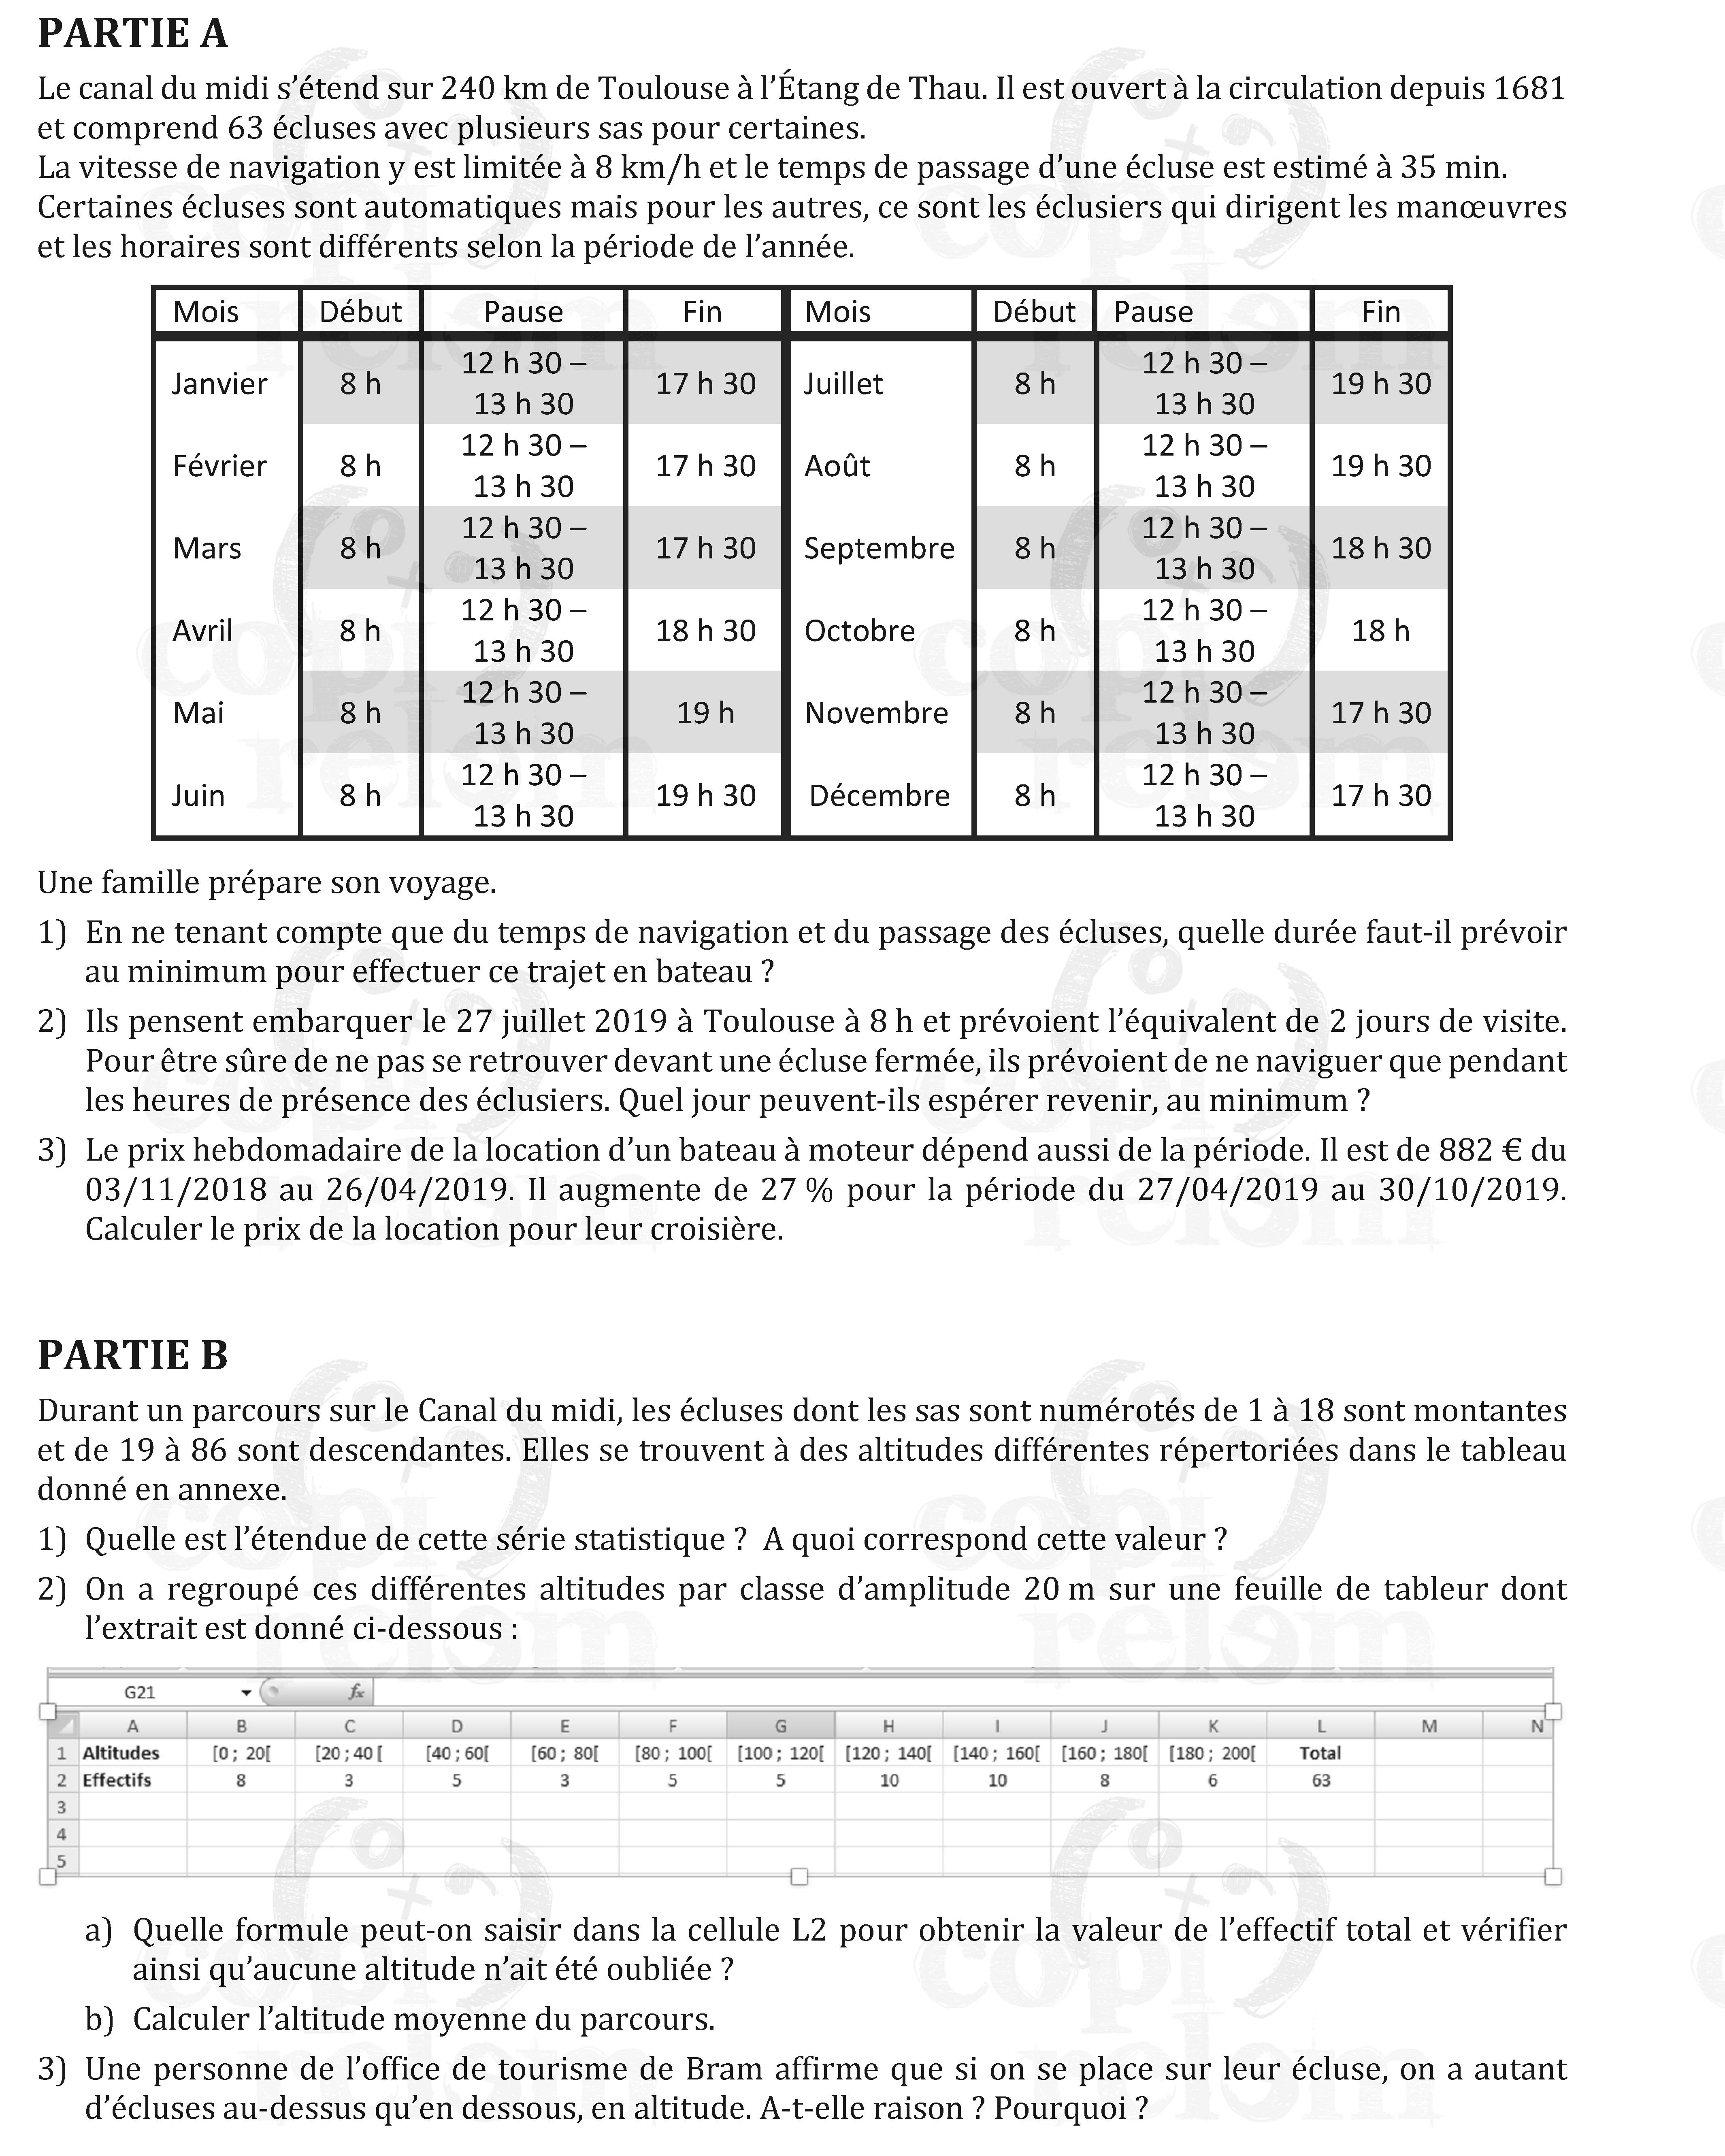 PARTIE A
Le canal du midi s’étend sur 240 km de Toulouse à l’Étang de Thau. Il est ouvert à la circulation depuis 1681
et comprend 63 écluses avec plusieurs sas pour certaines.
La vitesse de navigation y est limitée à 8 km/h et le temps de passage d’une écluse est estimé à 35 min.
Certaines écluses sont automatiques mais pour les autres, ce sont les éclusiers qui dirigent les manœuvres
et les horaires sont différents selon la période de l’année.
Mois Début Pause Fin Mois Début Pause Fin
Janvier 8 h 12 h 30 – 13 h 30 17 h 30 Juillet 8 h 12 h 30 – 13 h 30 19 h 30
Février 8 h 12 h 30 – 13 h 30 17 h 30 Août 8 h 12 h 30 – 13 h 30 19 h 30
Mars 8 h 12 h 30 – 13 h 30 17 h 30 Septembre 8 h 12 h 30 – 13 h 30 18 h 30
Avril 8 h 12 h 30 – 13 h 30 18 h 30 Octobre 8 h 12 h 30 – 13 h 30 18 h
Mai 8 h 12 h 30 – 13 h 30 19 h Novembre 8 h 12 h 30 – 13 h 30 17 h 30
Juin 8 h 12 h 30 – 13 h 30 19 h 30 Décembre 8 h 12 h 30 – 13 h 30 17 h 30
Une famille prépare son voyage.
1) En ne tenant compte que du temps de navigation et du passage des écluses, quelle durée faut-il prévoir
au minimum pour effectuer ce trajet en bateau ?
2) Ils pensent embarquer le 27 juillet 2019 à Toulouse à 8 h et prévoient l’équivalent de 2 jours de visite.
Pour être sûre de ne pas se retrouver devant une écluse fermée, ils prévoient de ne naviguer que pendant
les heures de présence des éclusiers. Quel jour peuvent-ils espérer revenir, au minimum ?
3) Le prix hebdomadaire de la location d’un bateau à moteur dépend aussi de la période. Il est de 882 € du
03/11/2018 au 26/04/2019. Il augmente de 27 % pour la période du 27/04/2019 au 30/10/2019.
Calculer le prix de la location pour leur croisière.
PARTIE B
Durant un parcours sur le Canal du midi, les écluses dont les sas sont numérotés de 1 à 18 sont montantes
et de 19 à 86 sont descendantes. Elles se trouvent à des altitudes différentes répertoriées dans le tableau
donné en annexe.
1) Quelle est l’étendue de cette série statistique ? A quoi correspond cette valeur ?
2) On a regroupé ces différentes altitudes par classe d’amplitude 20 m sur une feuille de tableur dont
l’extrait est donné ci-dessous :
G21 fx
A B C D E F G H I J K L M N
1 Altitudes [0 ; 20[ [20 ; 40 [ [40 ; 60[ [60 ; 80[ [80 ; 100[ [100 ; 120[ [120 ; 140[ [140 ; 160[ [160 ; 180[ [180 ; 200[ Total
2 Effectifs 8 3 5 3 5 5 10 10 8 6 63
3
4
5
a) Quelle formule peut-on saisir dans la cellule L2 pour obtenir la valeur de l’effectif total et vérifier
ainsi qu’aucune altitude n’ait été oubliée ?
b) Calculer l’altitude moyenne du parcours.
3) Une personne de l’office de tourisme de Bram affirme que si on se place sur leur écluse, on a autant
d’écluses au-dessus qu’en dessous, en altitude. A-t-elle raison ? Pourquoi ?